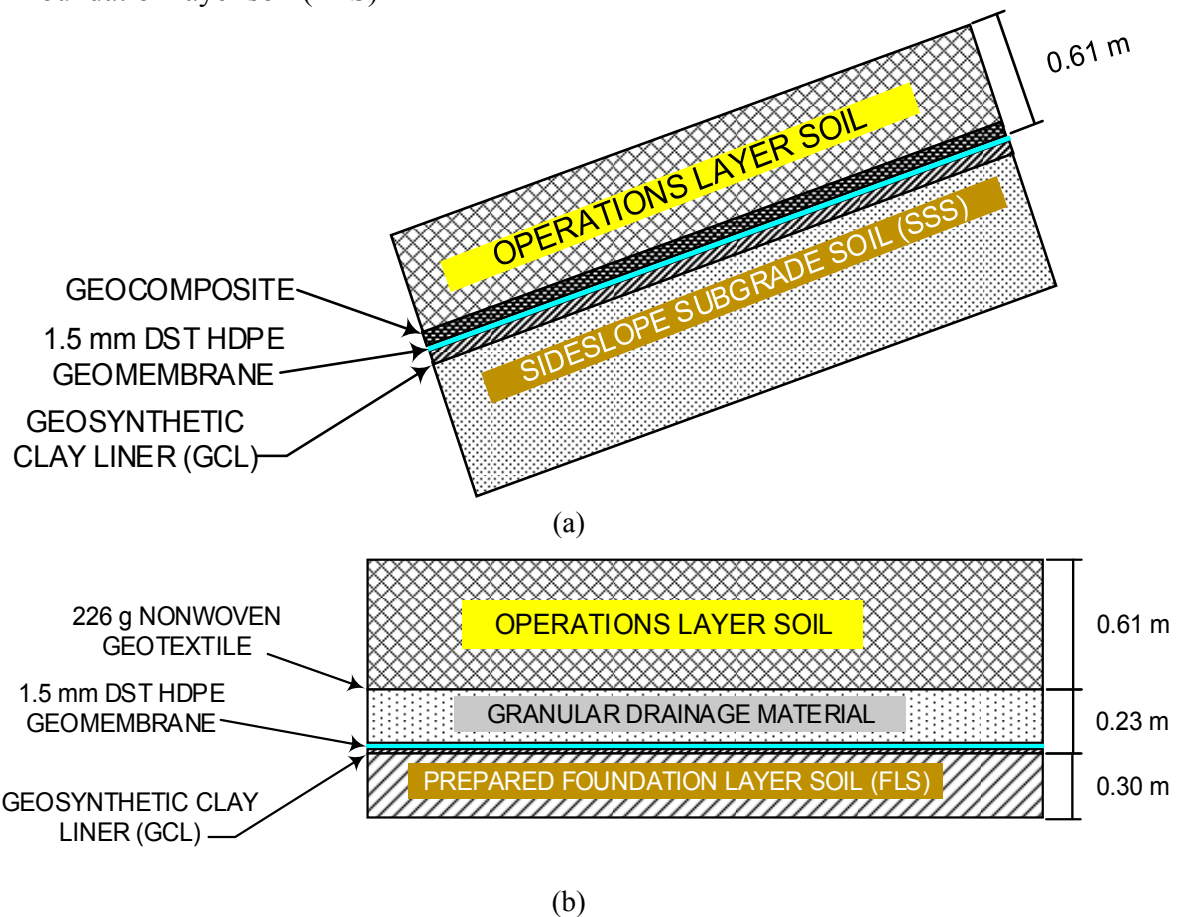 0.61 m
OPERATIONS LAYER SOIL
SIDESLOPE SUBGRADE SOIL (SSS)
GEOCOMPOSITE
1.5 mm DST HDPE
GEOMEMBRANE
GEOSYNTHETIC
CLAY LINER (GCL)
(a)
226 g NONWOVEN
GEOTEXTILE
1.5 mm DST HDPE
GEOMEMBRANE
GEOSYNTHETIC CLAY
LINER (GCL)
OPERATIONS LAYER SOIL
GRANULAR DRAINAGE MATERIAL
PREPARED FOUNDATION LAYER SOIL (FLS)
0.61 m
0.23 m
0.30 m
(b)